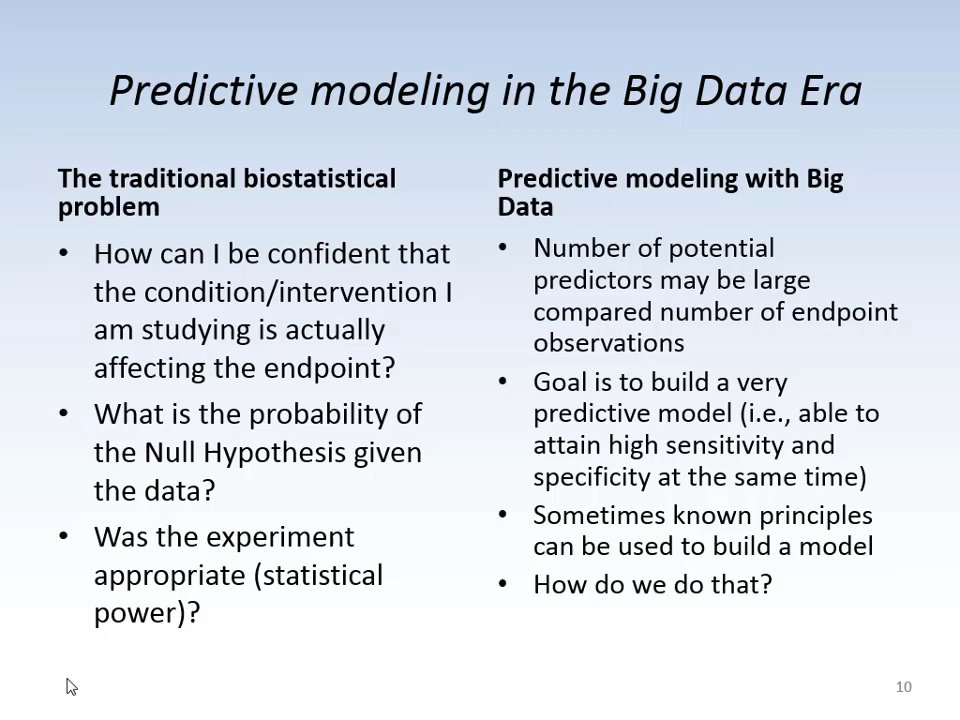 Predictive modeling in the Big Data Era
The traditional biostatistical
problem
• How can I be confident that
the condition/intervention I
am studying is actually
affecting the endpoint?
• What is the probability of
the Null Hypothesis given
the data?
• Was the experiment
appropriate (statistical
power)?
Predictive modeling with Big
Data
• Number of potential
predictors may be large
compared number of endpoint
observations
• Goal is to build a very
predictive model (i.e., able to
attain high sensitivity and
specificity at the same time)
• Sometimes known principles
can be used to build a model
• How do we do that?
10